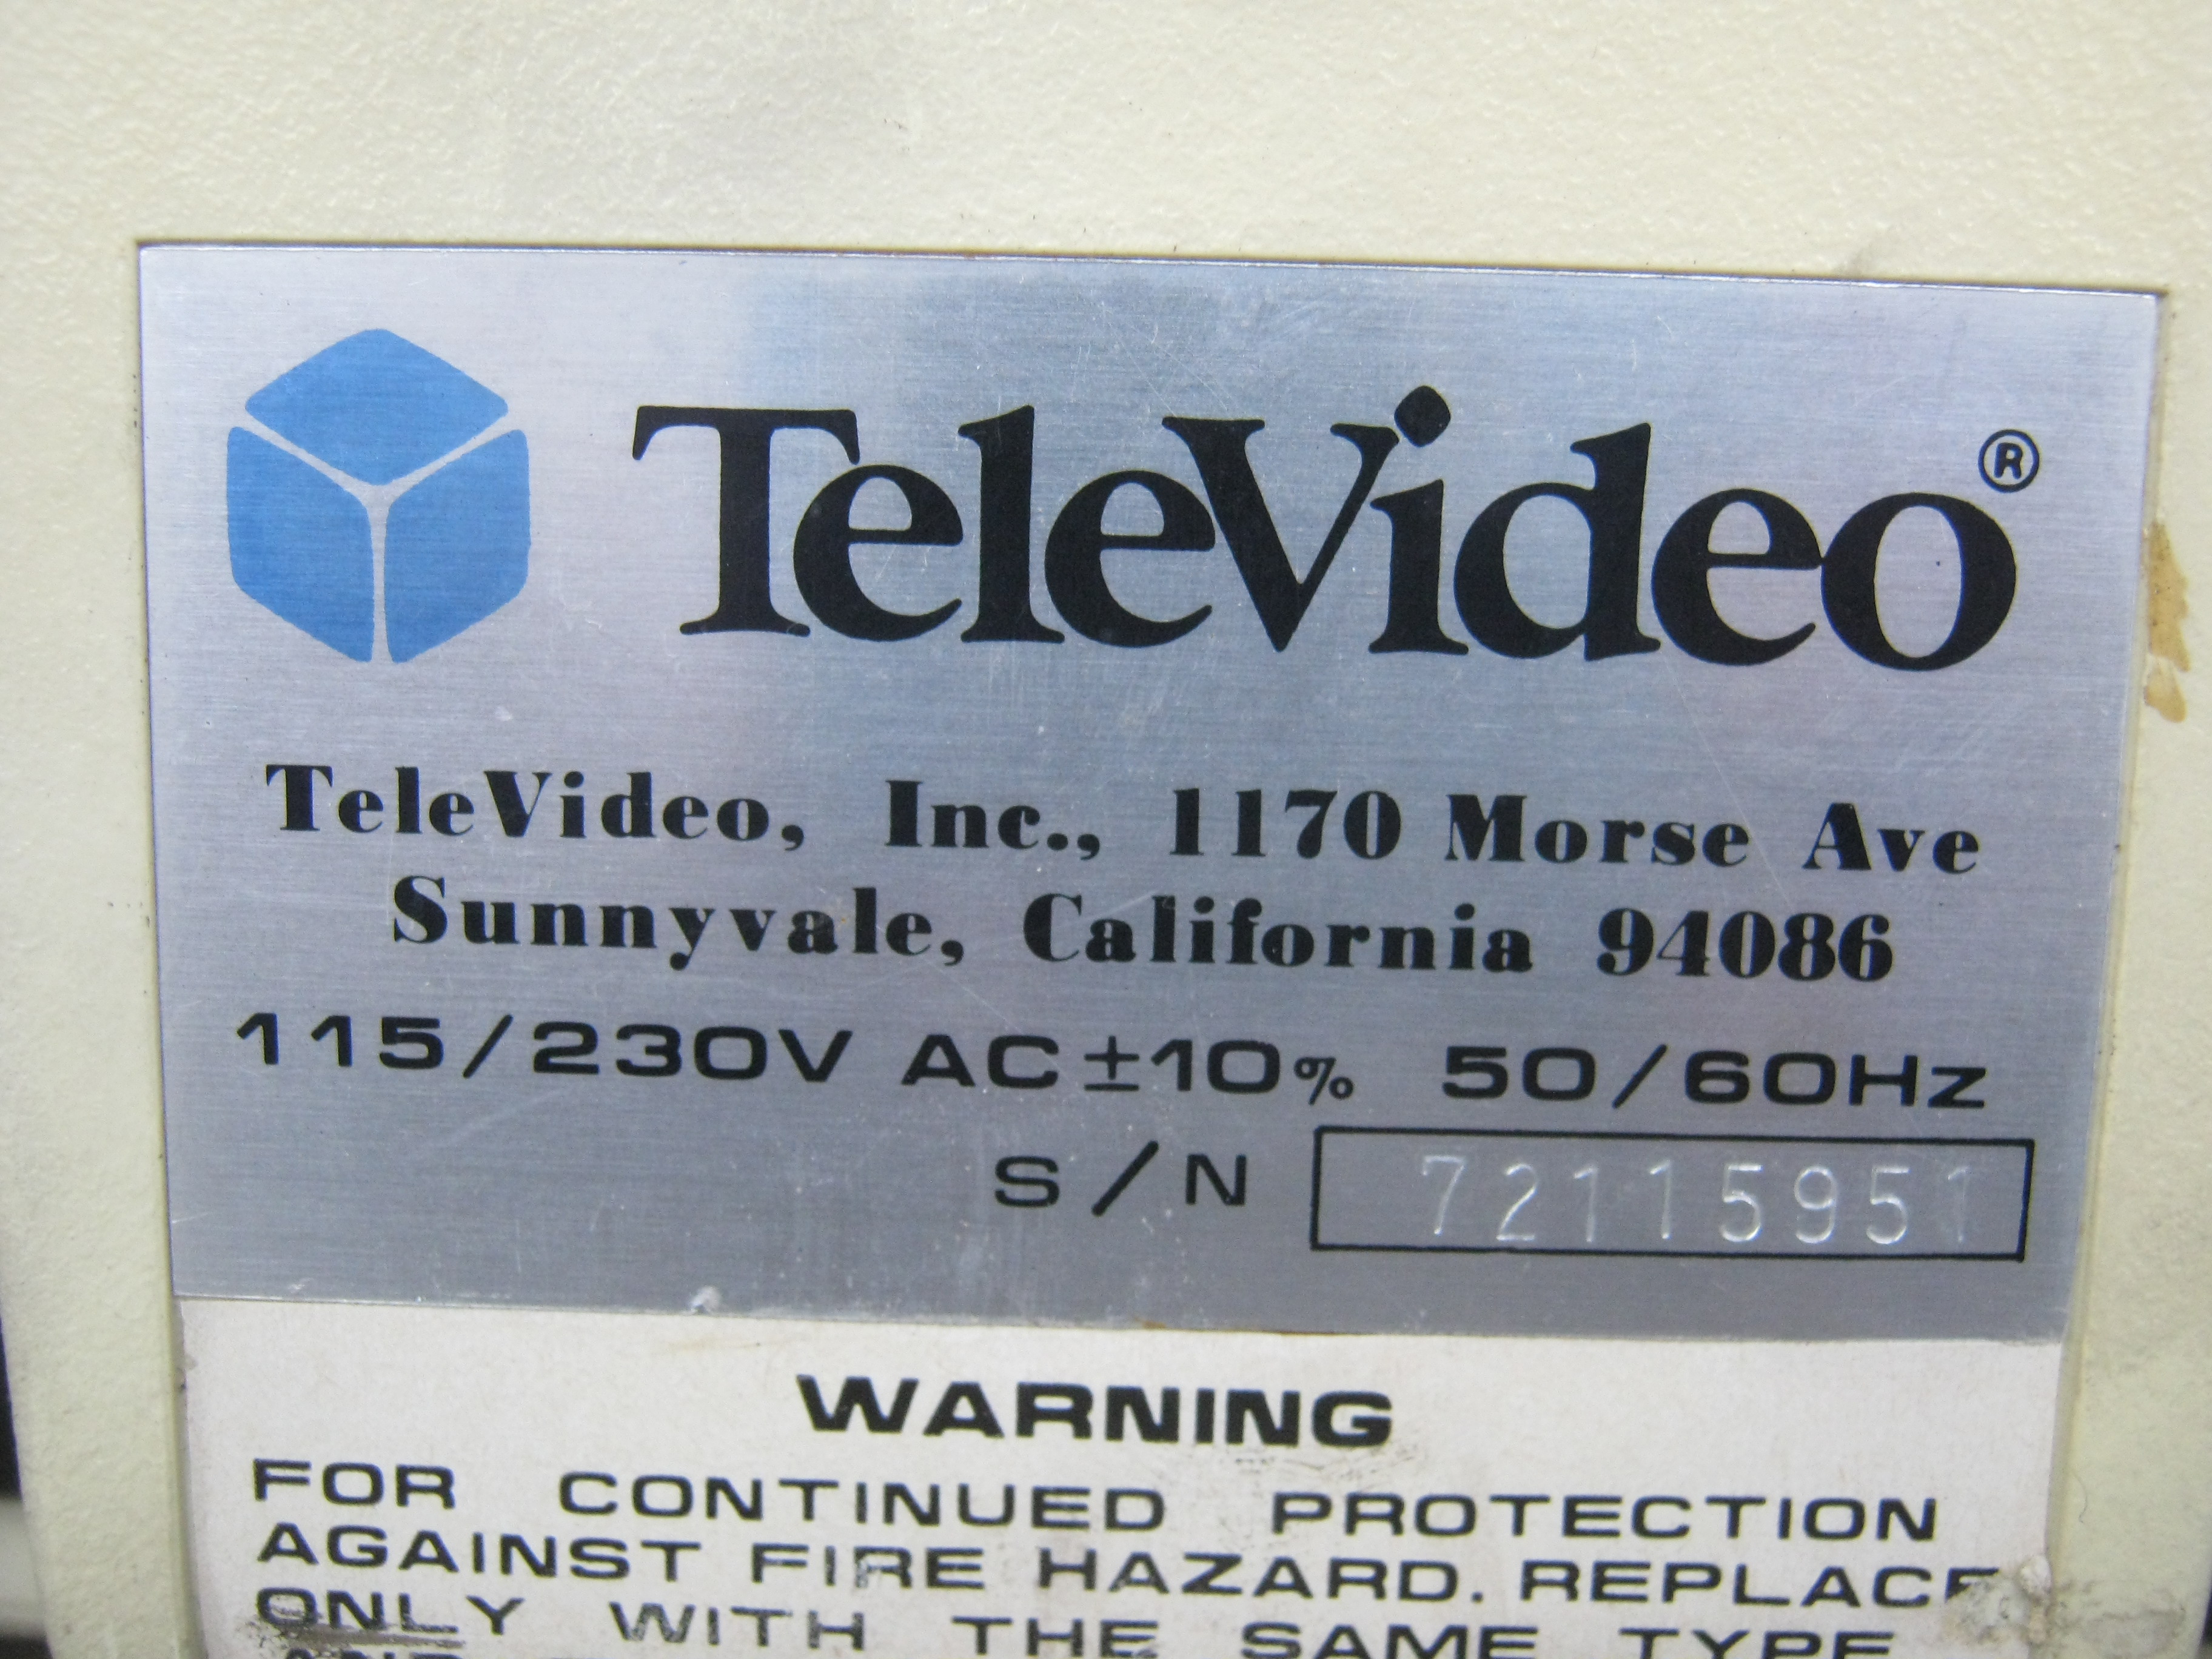 TeleVideo®
TeleVideo, Inc., 1170 Morse Ave
Sunnyvale, California 94086
115/230V AC ±10% 50/60Hz
S/N 72115951
WARNING
FOR CONTINUED PROTECTION
AGAINST FIRE HAZARD. REPLACE
ONLY WITH THE SAME TYPE